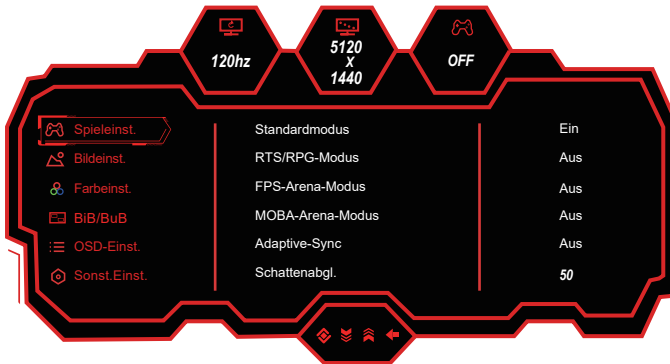 120hz
5120
X
1440
OFF
Spieleinst.
Standardmodus
Ein
Bildeinst.
RTS/RPG-Modus
Aus
Farbeinst.
FPS-Arena-Modus
Aus
BiB/BuB
MOBA-Arena-Modus
Aus
OSD-Einst.
Adaptive-Sync
Aus
Sonst.Einst.
Schattenabgl.
50